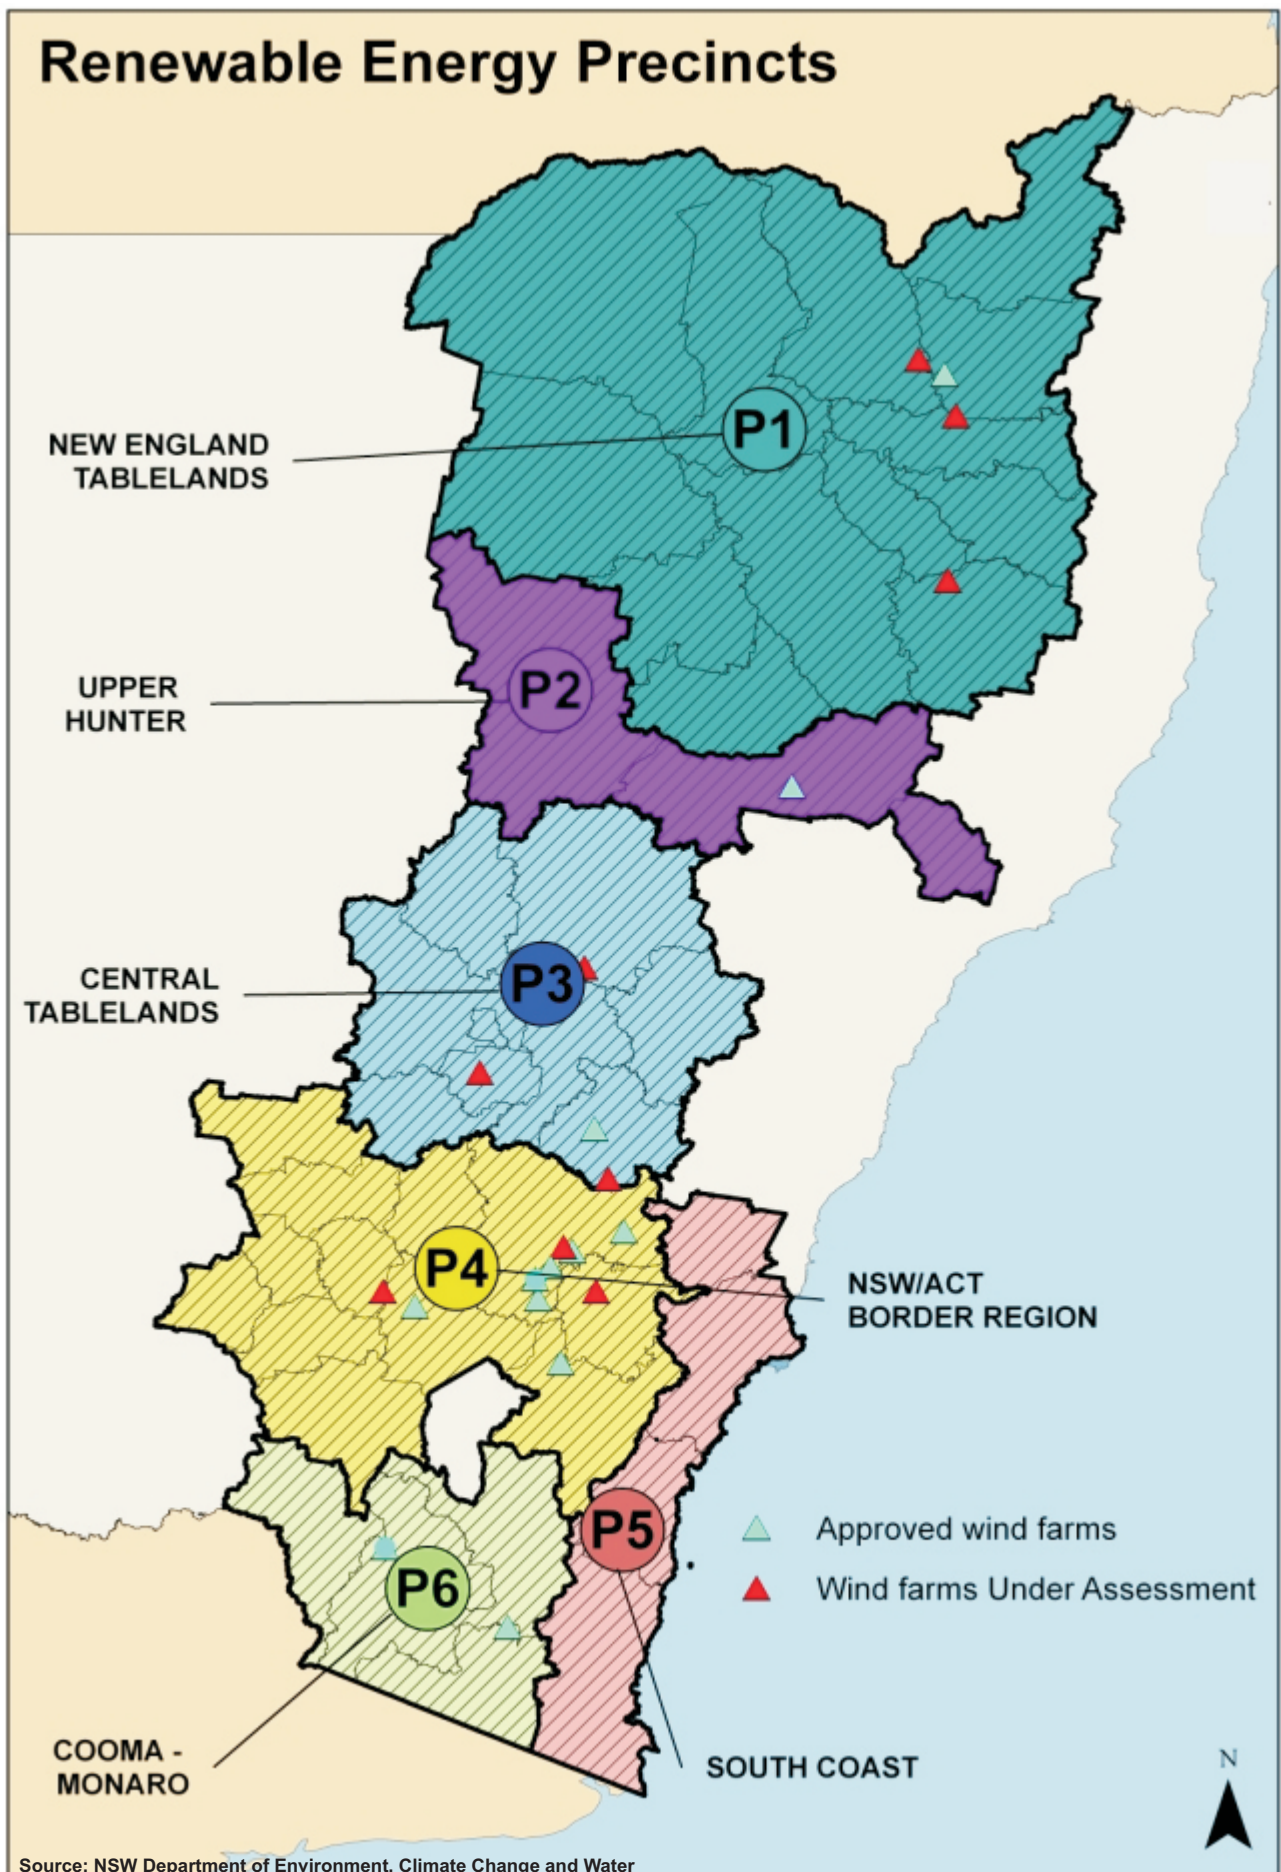 Renewable Energy Precincts
P1
NEW ENGLAND
TABLELANDS
P2
UPPER
HUNTER
P3
CENTRAL
TABLELANDS
P4
NSW/ACT
BORDER REGION
P5
Approved wind farms
Wind farms Under Assessment
P6
COOMA -
MONARO
SOUTH COAST
N
Source: NSW Department of Environment, Climate Change and Water